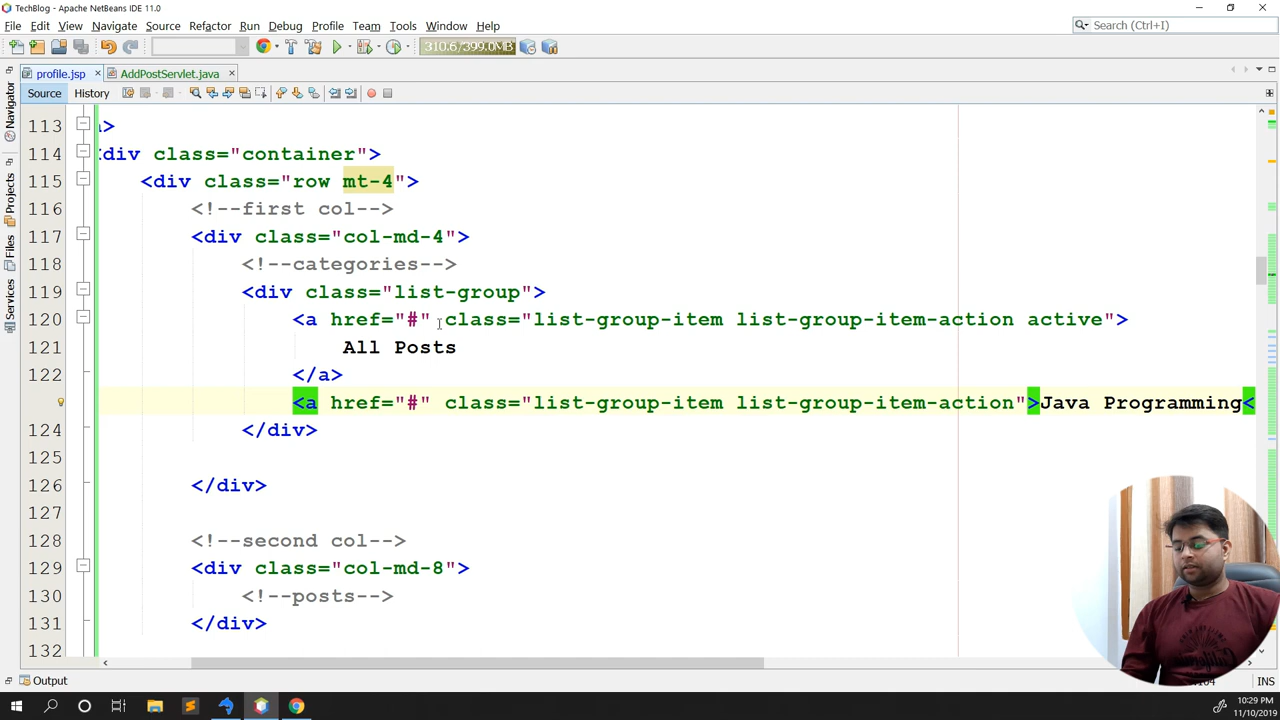 TechBlog - Apache NetBeans IDE 11.0
File Edit View Navigate Source Refactor Run Debug Profile Team Tools Window Help
Search (Ctrl+I)
310.6/399.0MB
profile.jsp AddPostServlet.java
Source History
Navigator
Projects
Files
Services
113 >
114 div class="container">
115 <div class="row mt-4">
116 <!--first col-->
117 <div class="col-md-4">
118 <!--categories-->
119 <div class="list-group">
120 <a href="#" class="list-group-item list-group-item-action active">
121 All Posts
122 </a>
<a href="#" class="list-group-item list-group-item-action">Java Programming<
124 </div>
125
126 </div>
127
128 <!--second col-->
129 <div class="col-md-8">
130 <!--posts-->
131 </div>
132
Output
INS
10:29 PM
11/10/2019